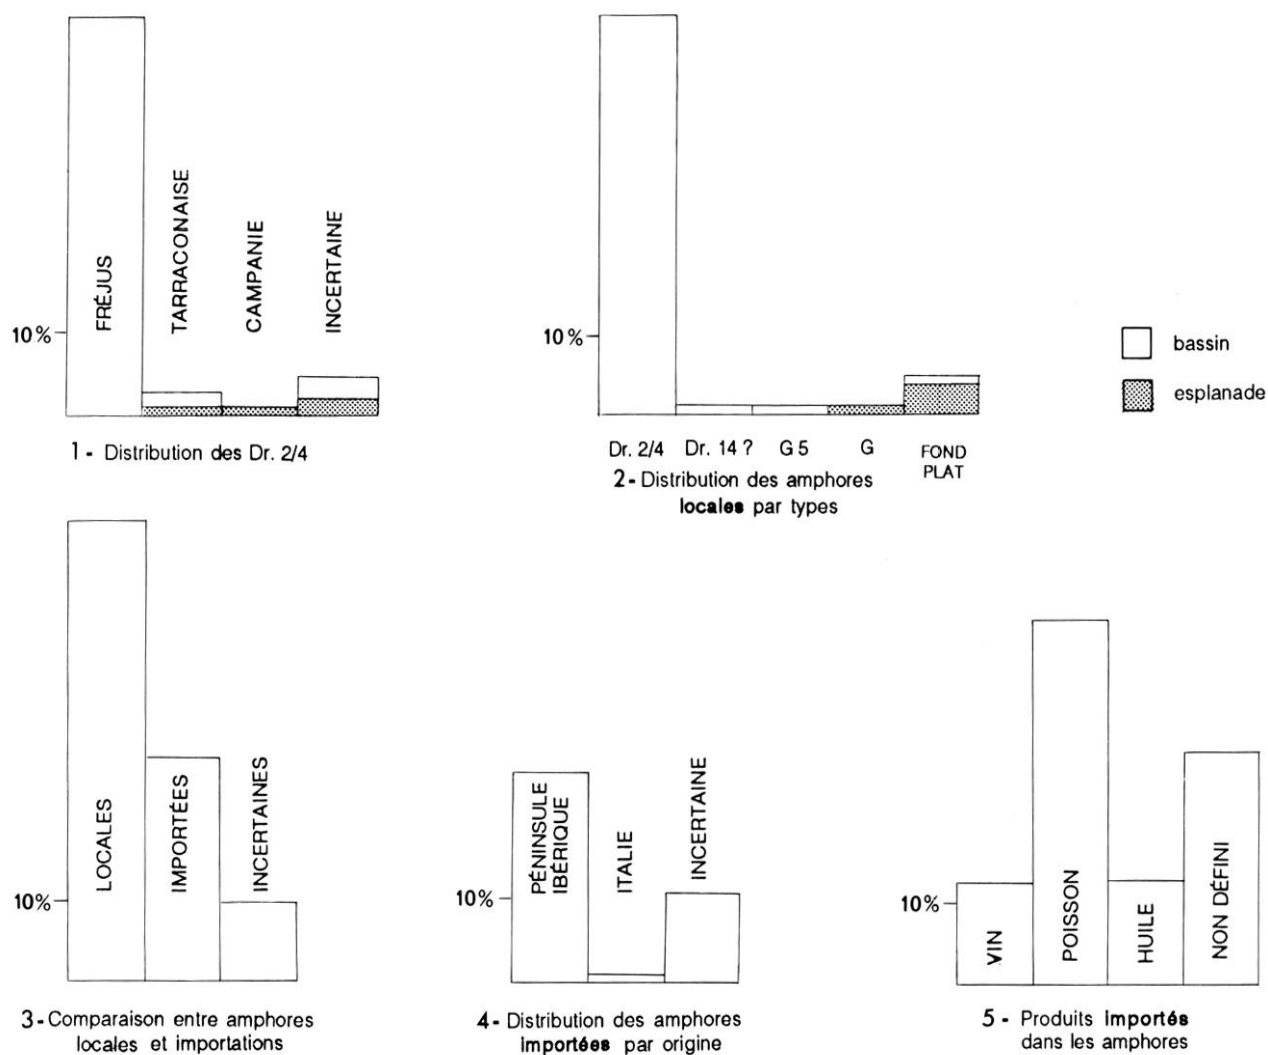 FRÉJUS
TARRACONAISE
CAMPANIE
INCERTAINE
10%
1 - Distribution des Dr. 2/4
10%
Dr. 2/4 Dr. 14 ? G 5 G FOND
PLAT
2 - Distribution des amphores
locales par types
bassin
esplanade
LOCALES
IMPORTÉES
INCERTAINES
10%
3 - Comparaison entre amphores
locales et importations
PÉNINSULE
IBÉRIQUE
ITALIE
INCERTAINE
10%
4 - Distribution des amphores
importées par origine
10%
VIN
POISSON
HUILE
NON DÉFINI
5 - Produits importés
dans les amphores